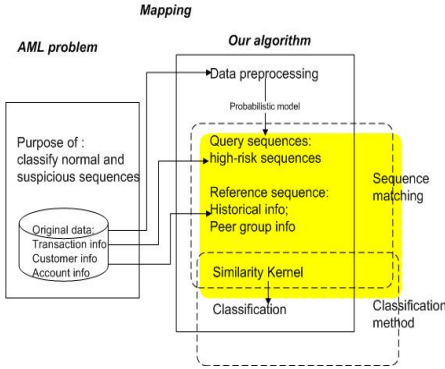 Mapping
AML problem
Our algorithm
Data preprocessing
Probabilistic model
Purpose of :
classify normal and
suspicious sequences
Query sequences:
high-risk sequences
Reference sequence:
Historical info;
Peer group info
Sequence
matching
Original data:
Transaction info
Customer info
Account info
Similarity Kernel
Classification
Classification
method